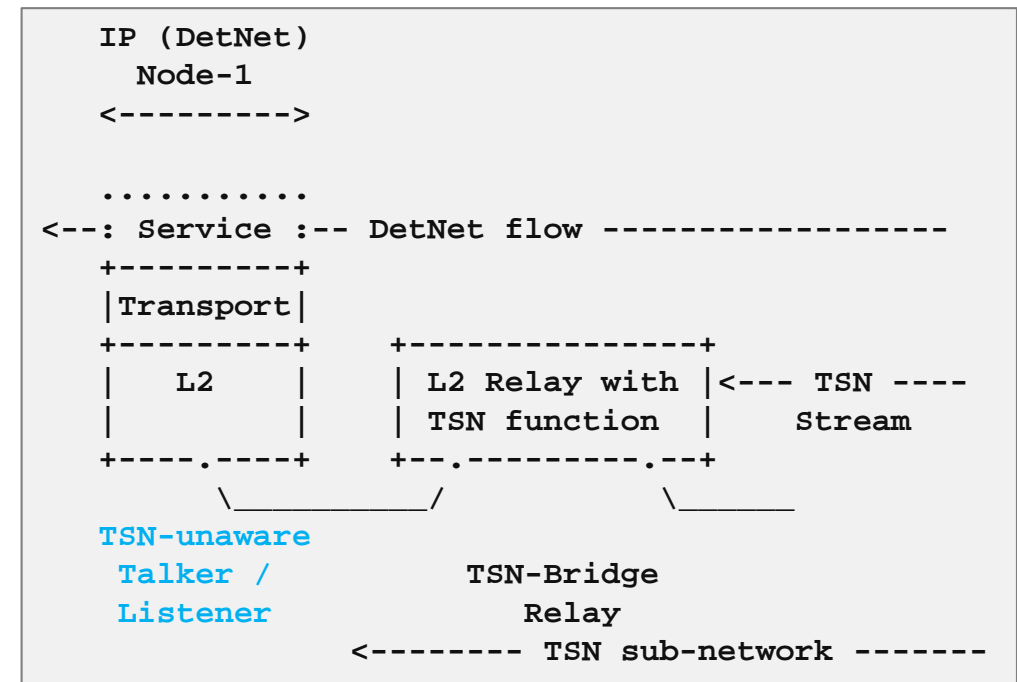 IP (DetNet)
Node-1
<--------->
...........
<--: Service :-- DetNet flow ------------------
+---------+
|Transport|
+---------+    +---------------+
|   L2    |    | L2 Relay with |<--- TSN ----
|         |    | TSN function  |    Stream
+----.----+    +--.---------.--+
\__________/           \______
TSN-unaware
Talker /          TSN-Bridge
Listener             Relay
<-------- TSN sub-network -------